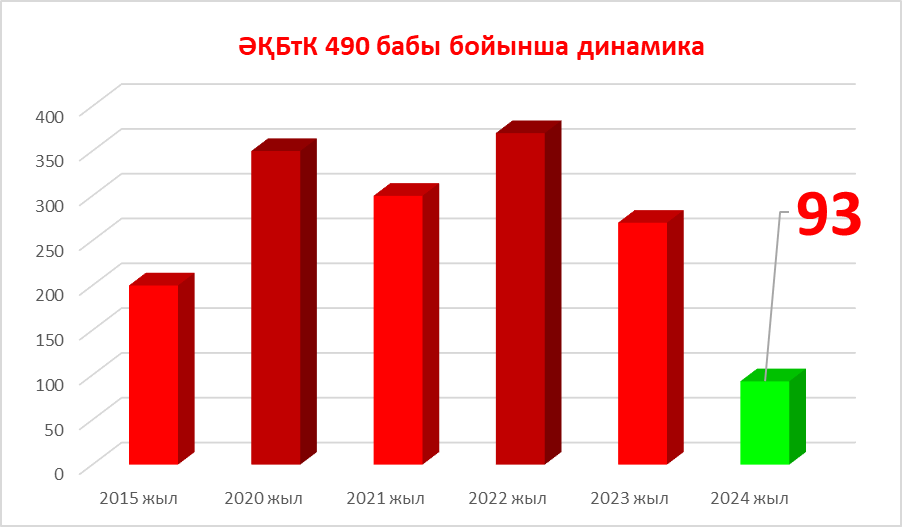 ӘҚБтК 490 бабы бойынша динамика
400
350
300
250
200
150
100
50
0
93
2015 жыл
2020 жыл
2021 жыл
2022 жыл
2023 жыл
2024 жыл